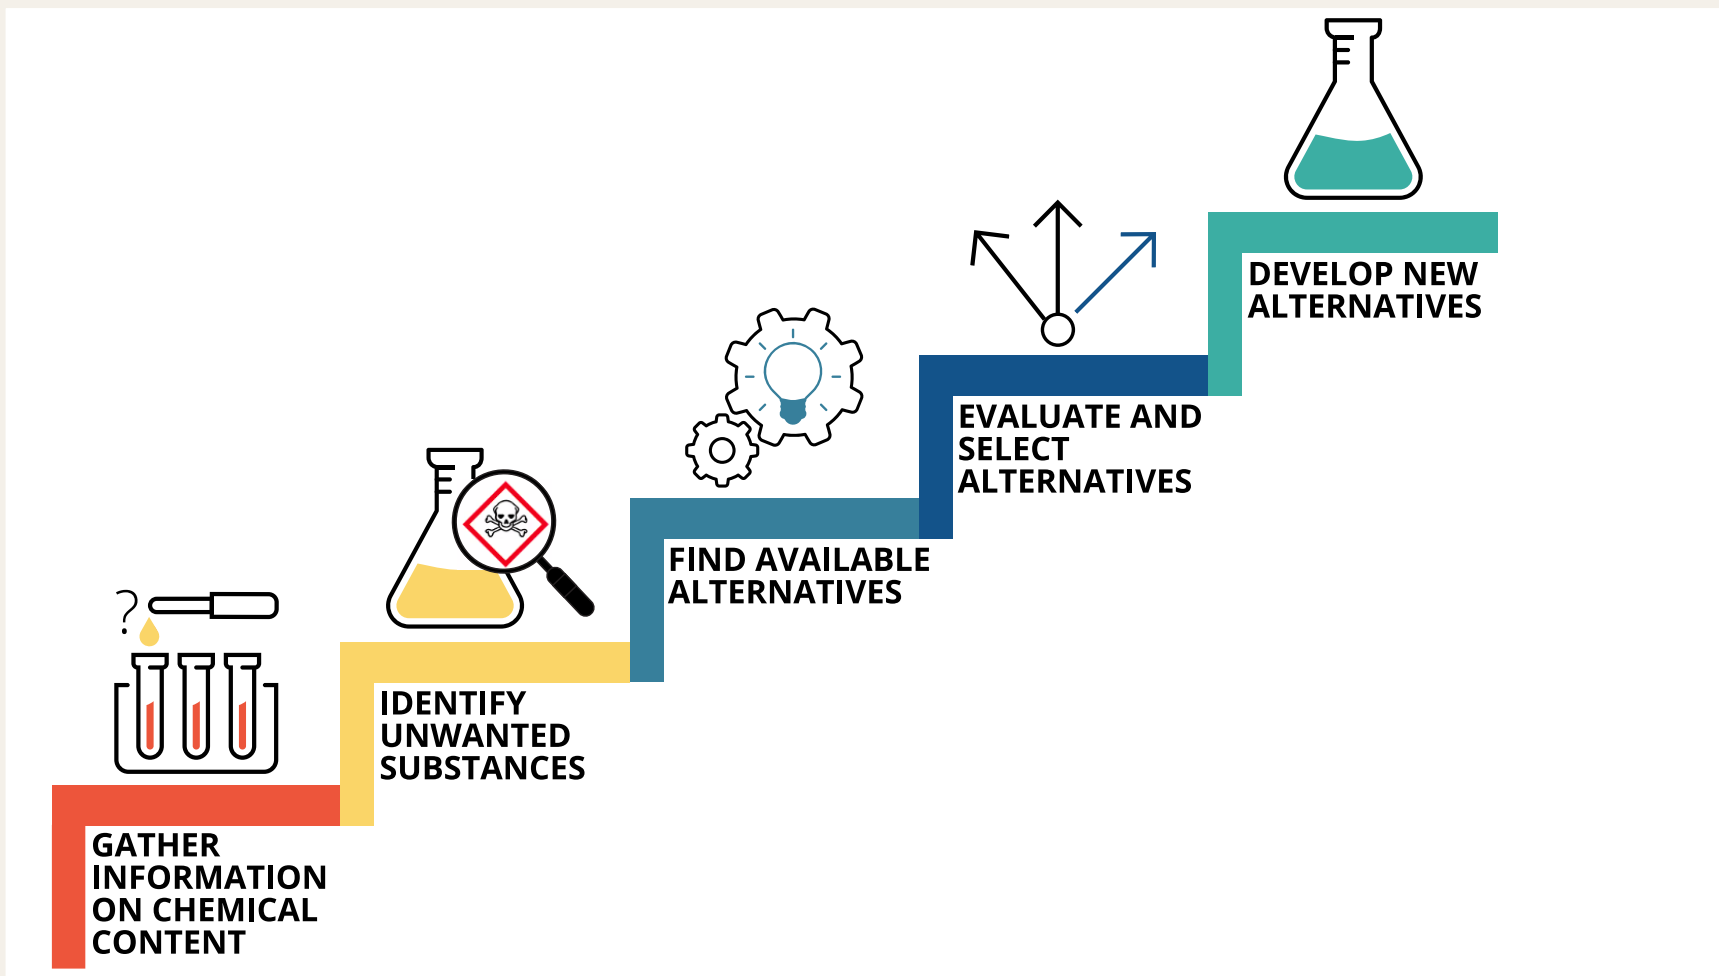 GATHER
INFORMATION
ON CHEMICAL
CONTENT
?
IDENTIFY
UNWANTED
SUBSTANCES
FIND AVAILABLE
ALTERNATIVES
EVALUATE AND
SELECT
ALTERNATIVES
DEVELOP NEW
ALTERNATIVES